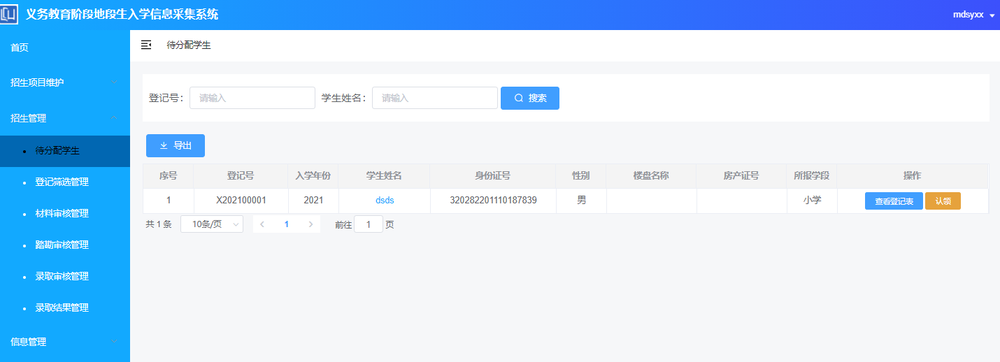 义务教育阶段地段生入学信息采集系统
mdsyxx
首页
招生项目维护
招生管理
待分配学生
登记筛选管理
材料审核管理
踏勘审核管理
录取审核管理
录取结果管理
信息管理
待分配学生
登记号： 请输入 学生姓名： 请输入 搜索
导出
序号 登记号 入学年份 学生姓名 身份证号 性别 楼盘名称 房产证号 所报学段 操作
1 X202100001 2021 dsds 320282201110187839 男 小学 查看登记表 认领
共 1 条 10条/页 1 前往 1 页